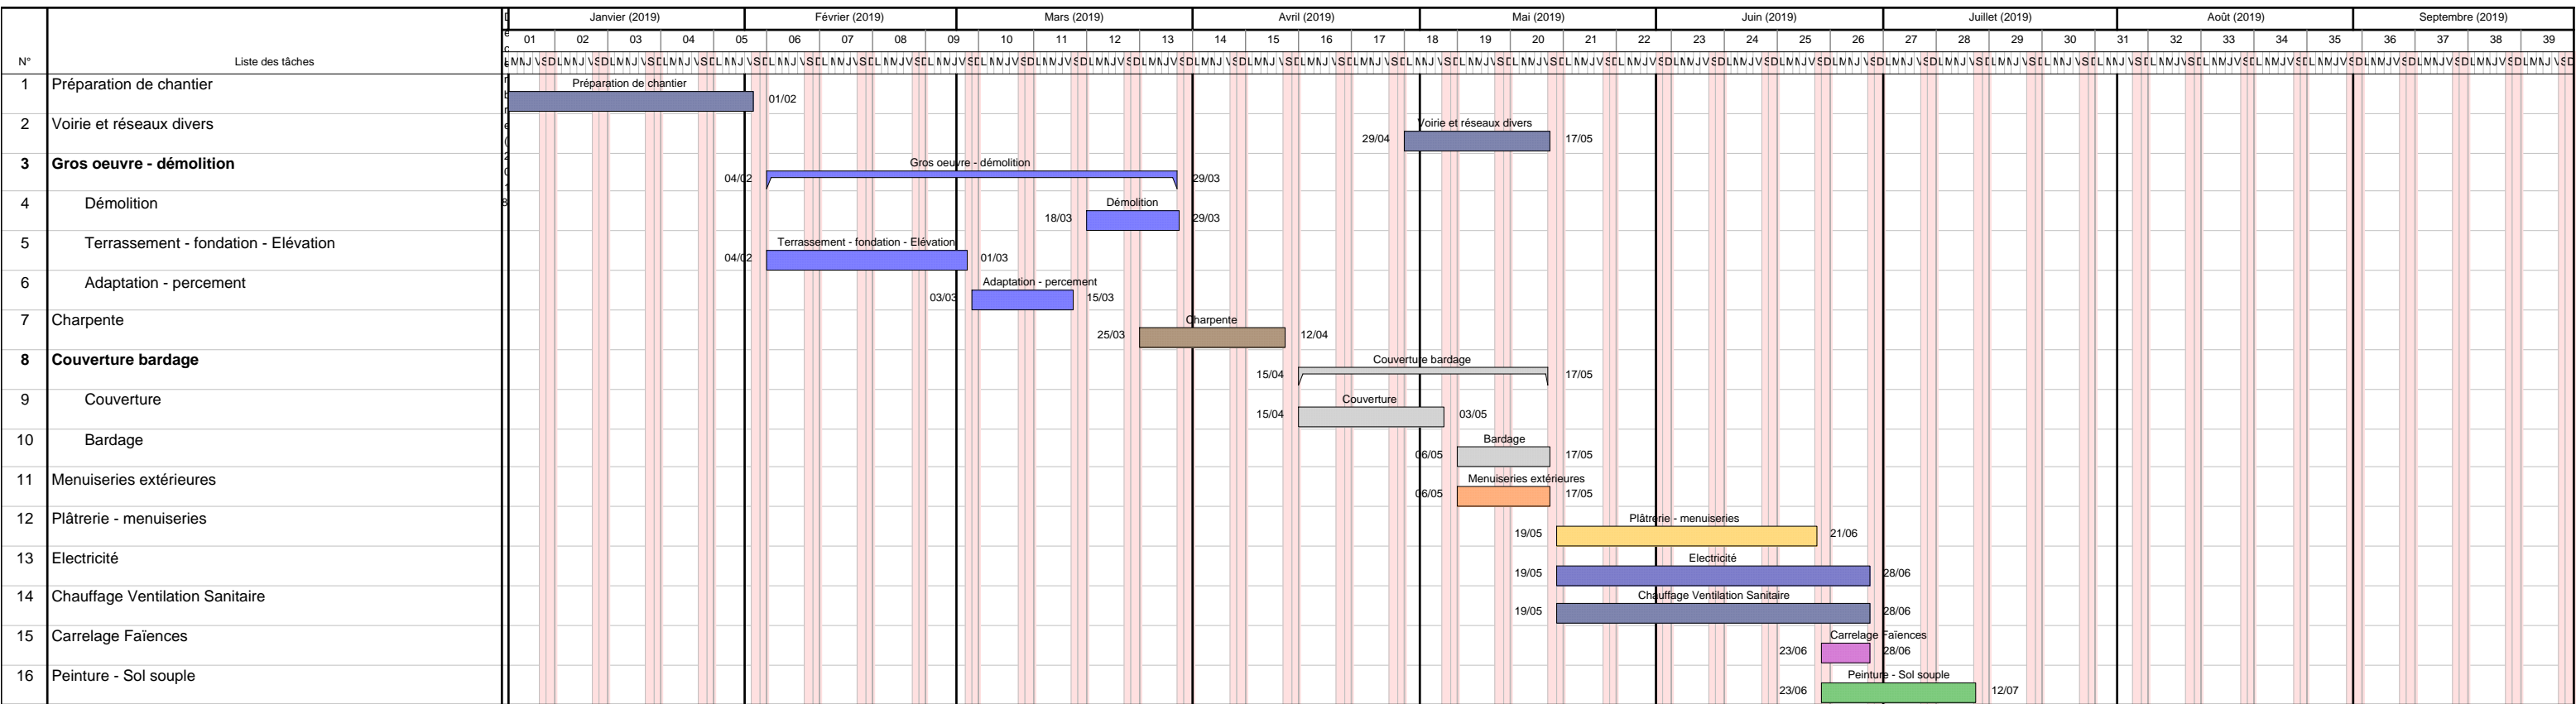 Janvier (2019) Février (2019) Mars (2019) Avril (2019) Mai (2019) Juin (2019) Juillet (2019) Août (2019) Septembre (2019)
01 02 03 04 05 06 07 08 09 10 11 12 13 14 15 16 17 18 19 20 21 22 23 24 25 26 27 28 29 30 31 32 33 34 35 36 37 38 39
N° Liste des tâches
1 Préparation de chantier Préparation de chantier
01/02
2 Voirie et réseaux divers Voirie et réseaux divers
29/04 17/05
3 Gros oeuvre - démolition Gros oeuvre - démolition
04/02 29/03
4 Démolition Démolition
18/03 29/03
5 Terrassement - fondation - Elévation Terrassement - fondation - Elévation
04/02 01/03
6 Adaptation - percement Adaptation - percement
03/03 15/03
7 Charpente Charpente
25/03 12/04
8 Couverture bardage Couverture bardage
15/04 17/05
9 Couverture Couverture
15/04 03/05
10 Bardage Bardage
06/05 17/05
11 Menuiseries extérieures Menuiseries extérieures
06/05 17/05
12 Plâtrerie - menuiseries Plâtrerie - menuiseries
19/05 21/06
13 Electricité Electricité
19/05 28/06
14 Chauffage Ventilation Sanitaire Chauffage Ventilation Sanitaire
19/05 28/06
15 Carrelage Faïences Carrelage Faïences
23/06 28/06
16 Peinture - Sol souple Peinture - Sol souple
23/06 12/07